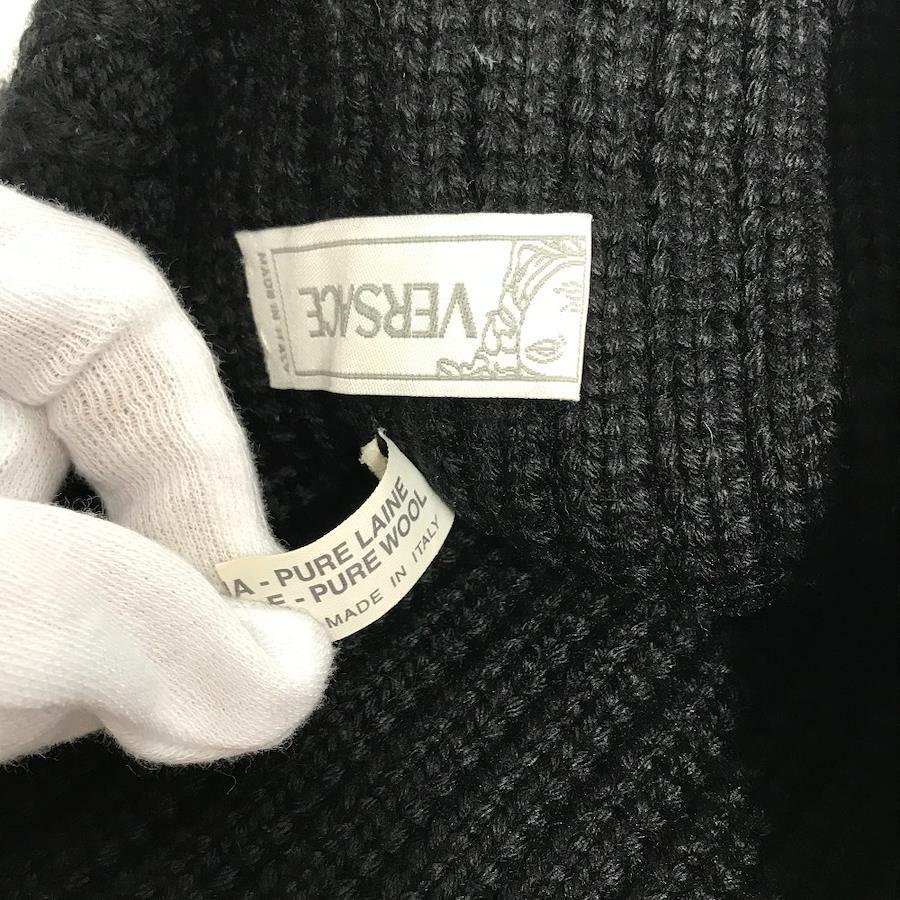 VERSACE
MADE IN ITALY
A - PURE LAINE
E - PURE WOOL
MADE IN ITALY